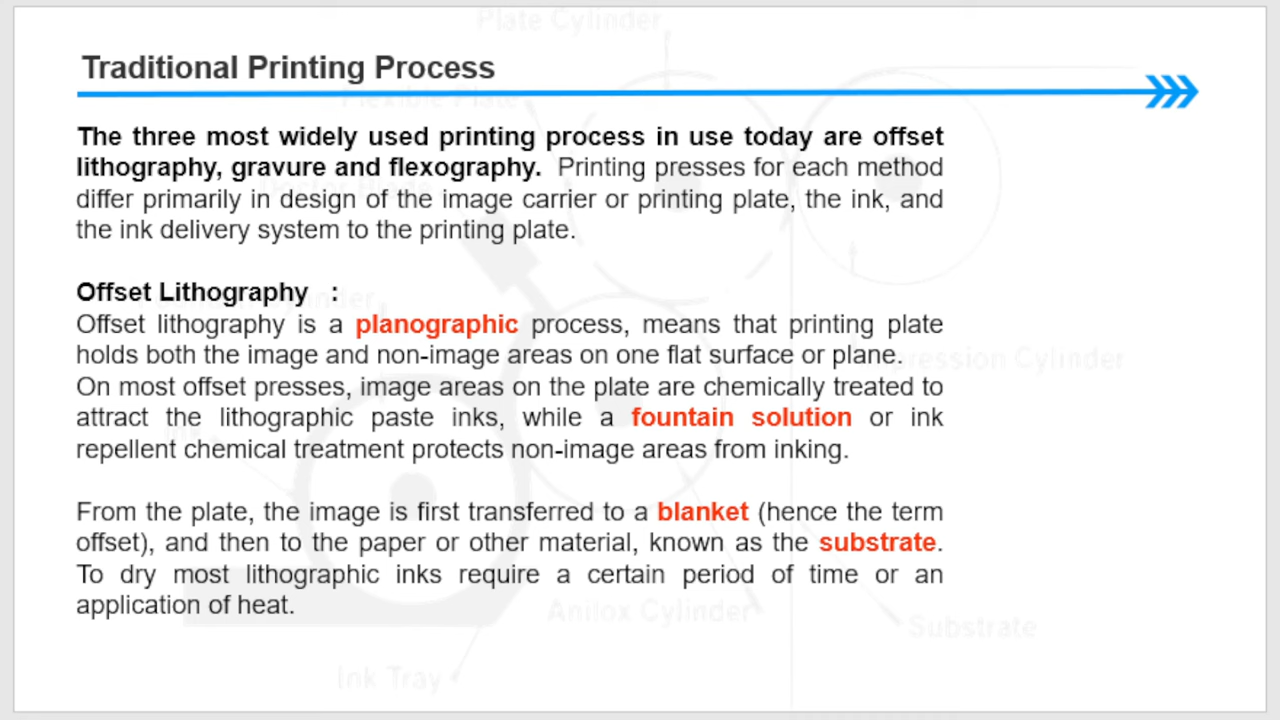 Plate Cylinder
Traditional Printing Process
Flexible Plate
The three most widely used printing process in use today are offset
lithography, gravure and flexography. Printing presses for each method
Doctor Blade
differ primarily in design of the image carrier or printing plate, the ink, and
the ink delivery system to the printing plate.
Offset Lithography :
Offset lithography is a planographic process, means that printing plate
holds both the image and non-image areas on one flat surface or plane.
Impression Cylinder
On most offset presses, image areas on the plate are chemically treated to
attract the lithographic paste inks, while a fountain solution or ink
repellent chemical treatment protects non-image areas from inking.
From the plate, the image is first transferred to a blanket (hence the term
offset), and then to the paper or other material, known as the substrate.
To dry most lithographic inks require a certain period of time or an
application of heat.
Anilox Cylinder
Substrate
Ink Tray